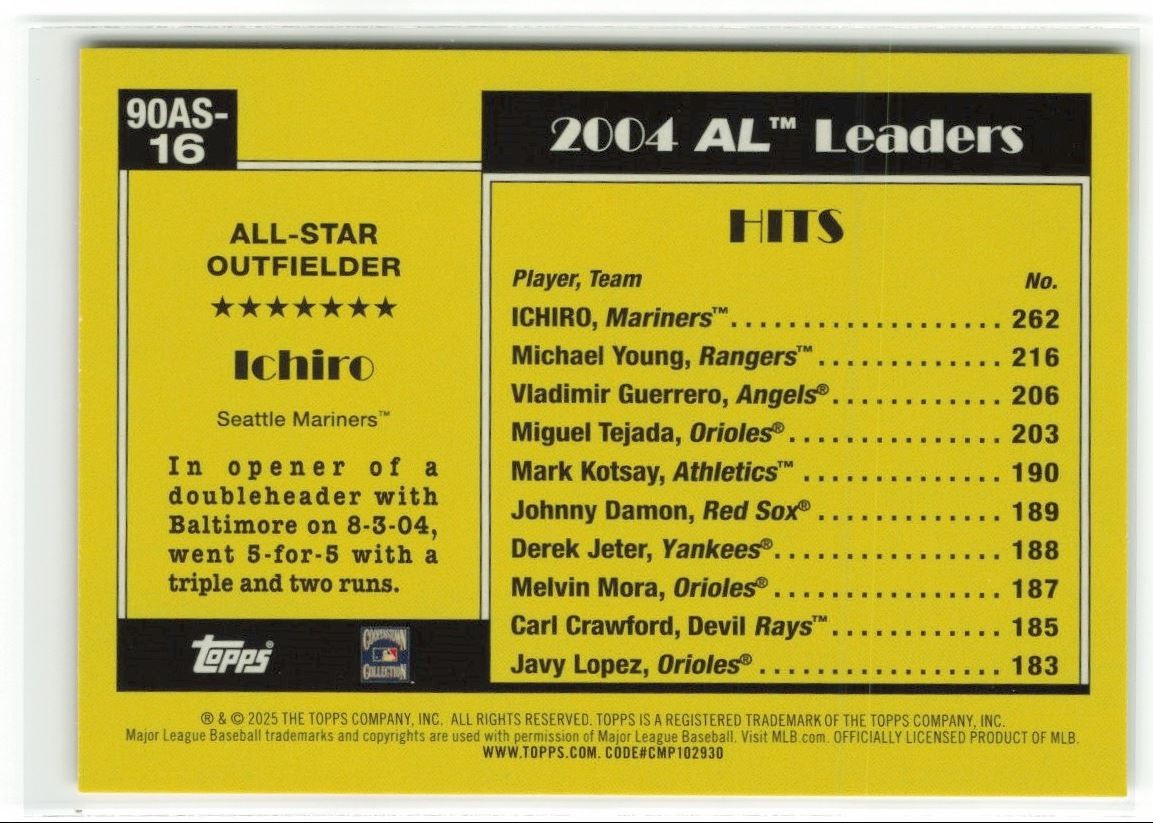 90AS-
16
ALL-STAR
OUTFIELDER
★★★★★★★
Ichiro
Seattle Mariners™
In opener of a
doubleheader with
Baltimore on 8-3-04,
went 5-for-5 with a
triple and two runs.
topps®
COOPERSTOWN
COLLECTION
2004 AL™ Leaders
HITS
Player, Team No.
ICHIRO, Mariners™................... 262
Michael Young, Rangers™............. 216
Vladimir Guerrero, Angels®............ 206
Miguel Tejada, Orioles®............... 203
Mark Kotsay, Athletics™ .............. 190
Johnny Damon, Red Sox®............. 189
Derek Jeter, Yankees®................ 188
Melvin Mora, Orioles®................ 187
Carl Crawford, Devil Rays™............ 185
Javy Lopez, Orioles®................. 183
® & © 2025 THE TOPPS COMPANY, INC. ALL RIGHTS RESERVED. TOPPS IS A REGISTERED TRADEMARK OF THE TOPPS COMPANY, INC.
Major League Baseball trademarks and copyrights are used with permission of Major League Baseball. Visit MLB.com. OFFICIALLY LICENSED PRODUCT OF MLB.
WWW.TOPPS.COM. CODE#CMP102930